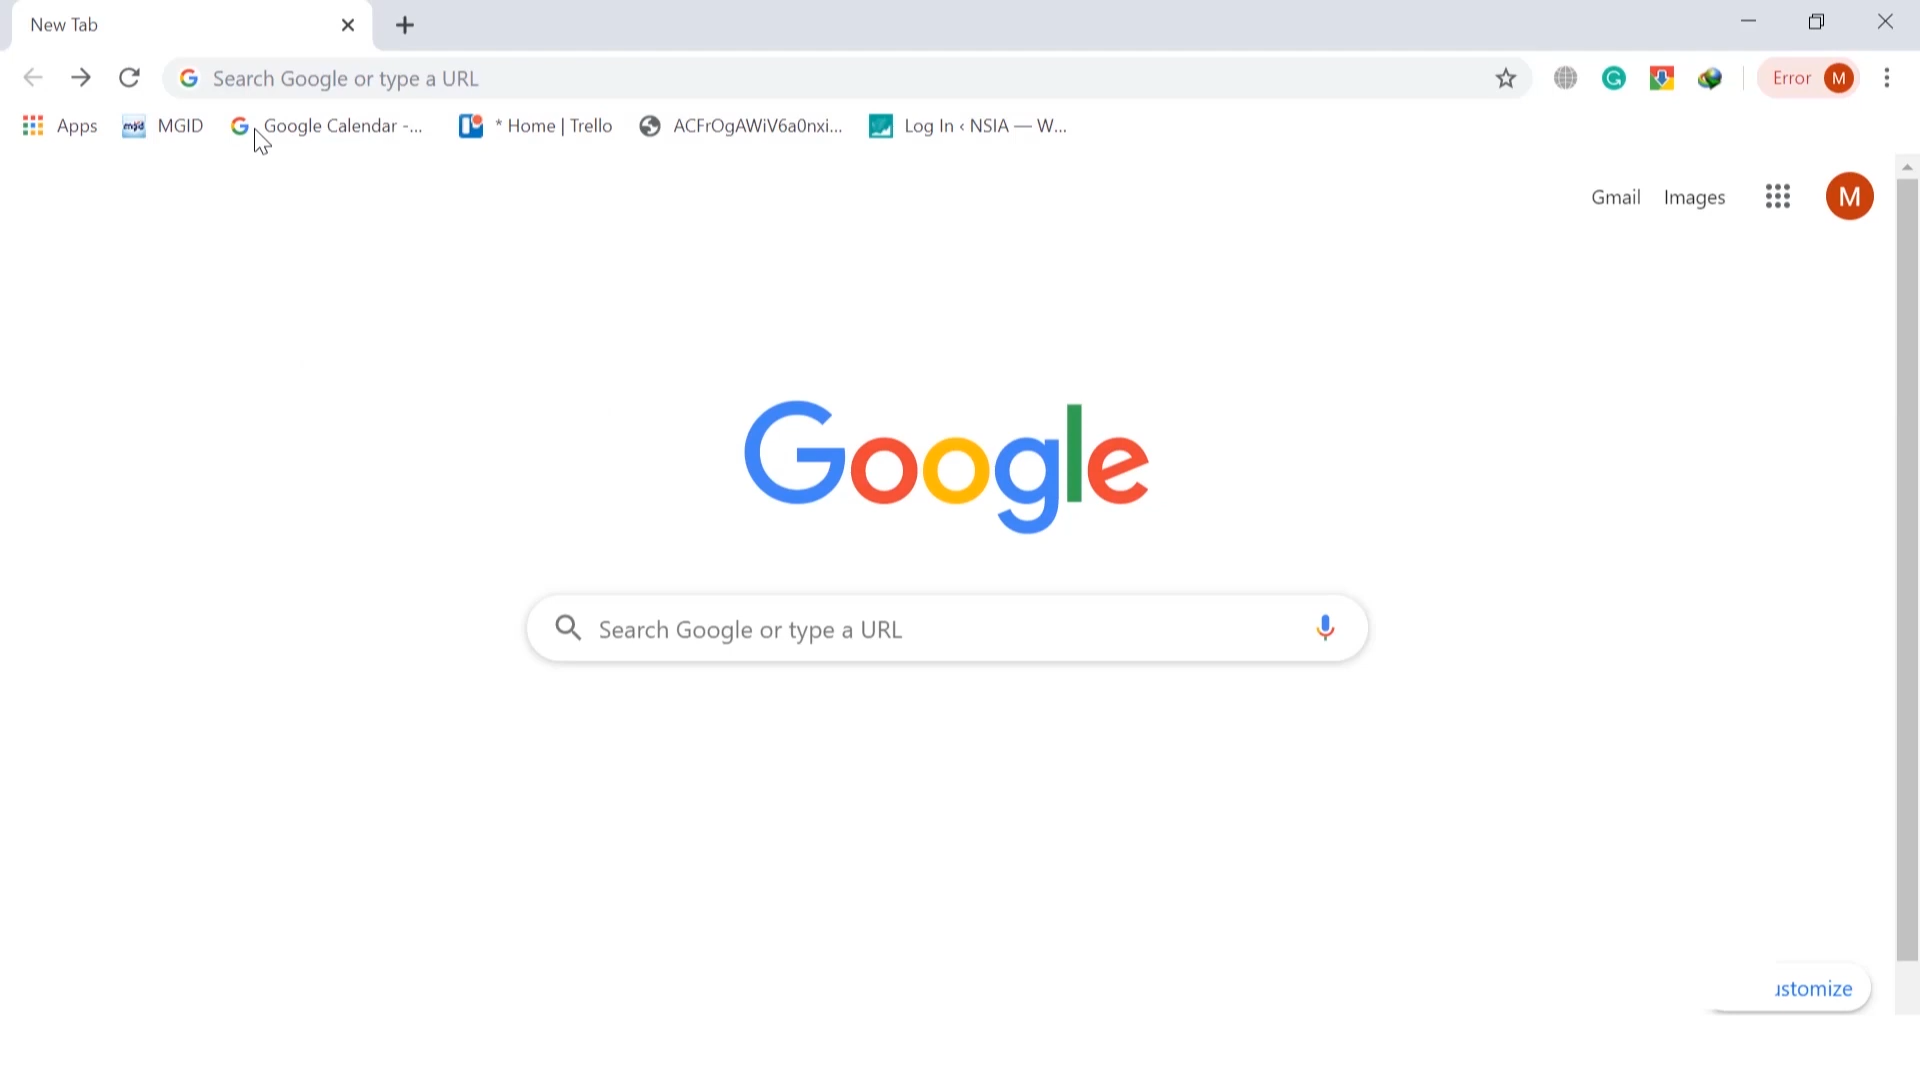 New Tab
Search Google or type a URL
Error M
Apps MGID Google Calendar -... * Home | Trello ACFrOgAWiV6a0nxi... Log In ‹ NSIA — W...
Gmail Images M
Google
Search Google or type a URL
ustomize